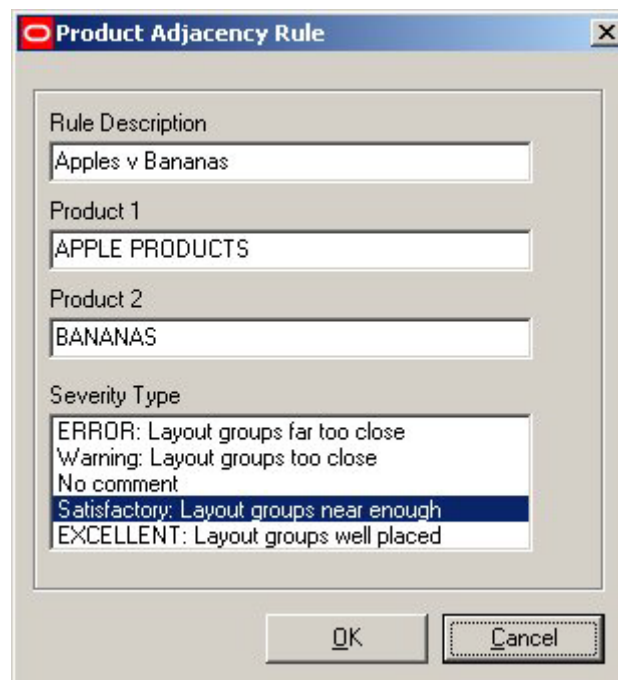 Product Adjacency Rule
Rule Description
Apples v Bananas
Product 1
APPLE PRODUCTS
Product 2
BANANAS
Severity Type
ERROR: Layout groups far too close
Warning: Layout groups too close
No comment
Satisfactory: Layout groups near enough
EXCELLENT: Layout groups well placed
OK Cancel